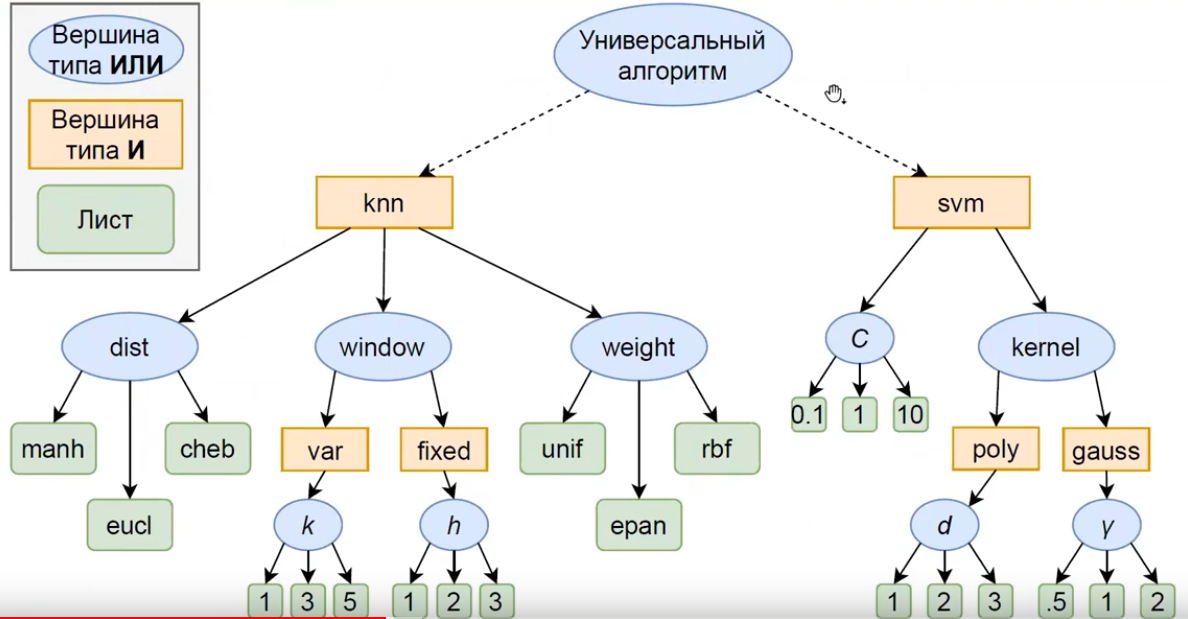 Вершина
типа ИЛИ
Вершина
типа И
Лист
Универсальный
алгоритм
knn
svm
dist
window
weight
C
kernel
manh
cheb
var
fixed
unif
rbf
0.1
1
10
poly
gauss
eucl
k
h
epan
d
γ
1
3
5
1
2
3
1
2
3
.5
1
2